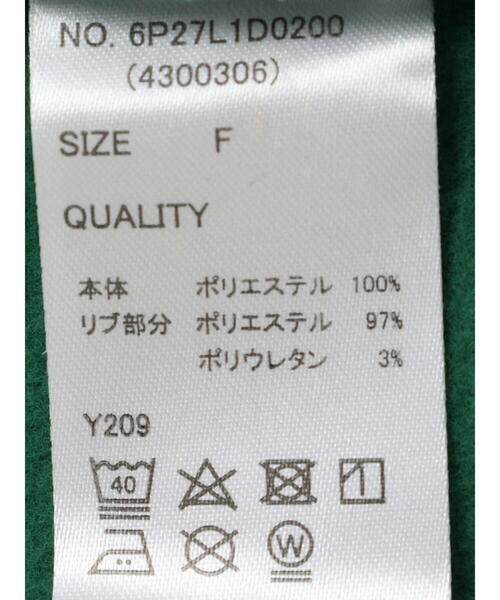 NO. 6P27L1D0200
(4300306)
SIZE F
QUALITY
本体 ポリエステル 100%
リブ部分 ポリエステル 97%
ポリウレタン 3%
Y209
40
W